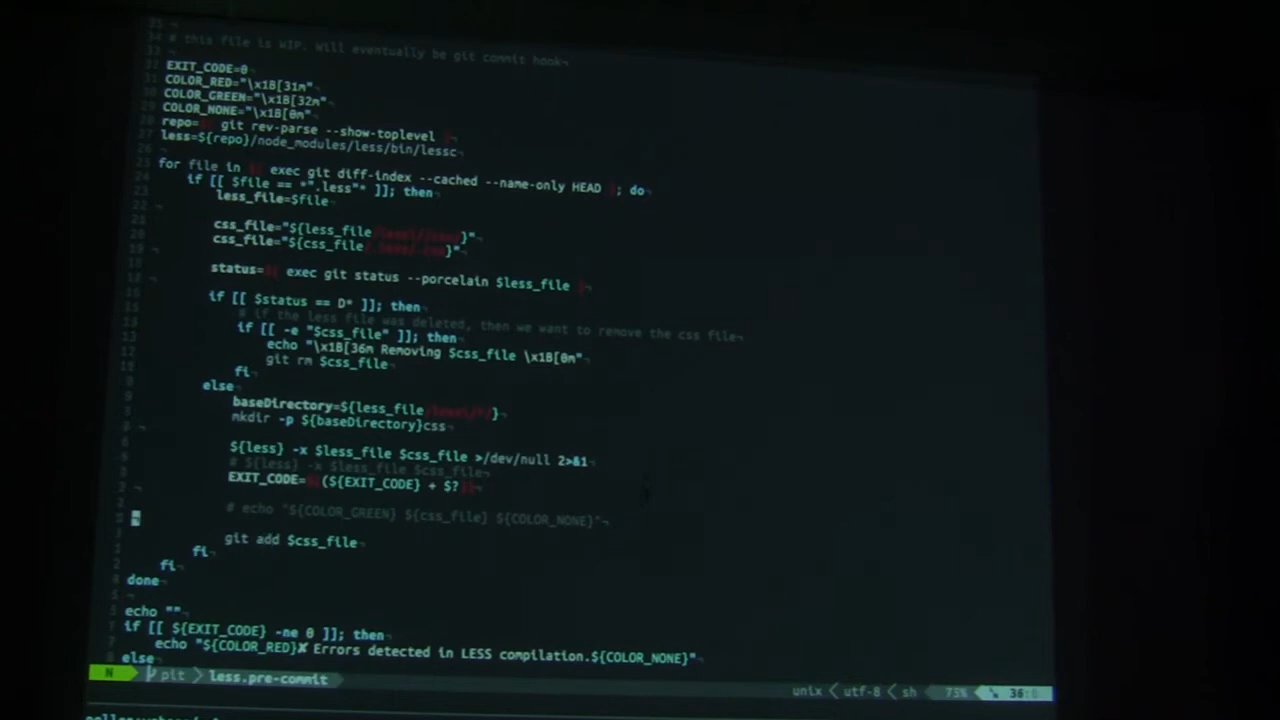 # this file is WIP. Will eventually be git commit hook
EXIT_CODE=0
COLOR_RED="\x1B[31m"
COLOR_GREEN="\x1B[32m"
COLOR_NONE="\x1B[0m"
repo= git rev-parse --show-toplevel
less=${repo}/node_modules/less/bin/lessc
for file in exec git diff-index --cached --name-only HEAD ; do
if [[ $file == *".less"* ]]; then
less_file=$file
css_file="${less_file }"
css_file="${css_file }"
status= exec git status --porcelain $less_file
if [[ $status == D* ]]; then
# if the less file was deleted, then we want to remove the css file
if [[ -e "$css_file" ]]; then
echo "\x1B[36m Removing $css_file \x1B[0m"
git rm $css_file
fi
else
baseDirectory=${less_file }
mkdir -p ${baseDirectory}css
${less} -x $less_file $css_file >/dev/null 2>&1
# ${less} -x $less_file $css_file
EXIT_CODE= (${EXIT_CODE} + $?
# echo "${COLOR_GREEN} ${css_file} ${COLOR_NONE}"
git add $css_file
fi
fi
done
echo ""
if [[ ${EXIT_CODE} -ne 0 ]]; then
echo "${COLOR_RED}✘ Errors detected in LESS compilation.${COLOR_NONE}"
else
N pit less.pre-commit unix utf-8 sh 75% 36: